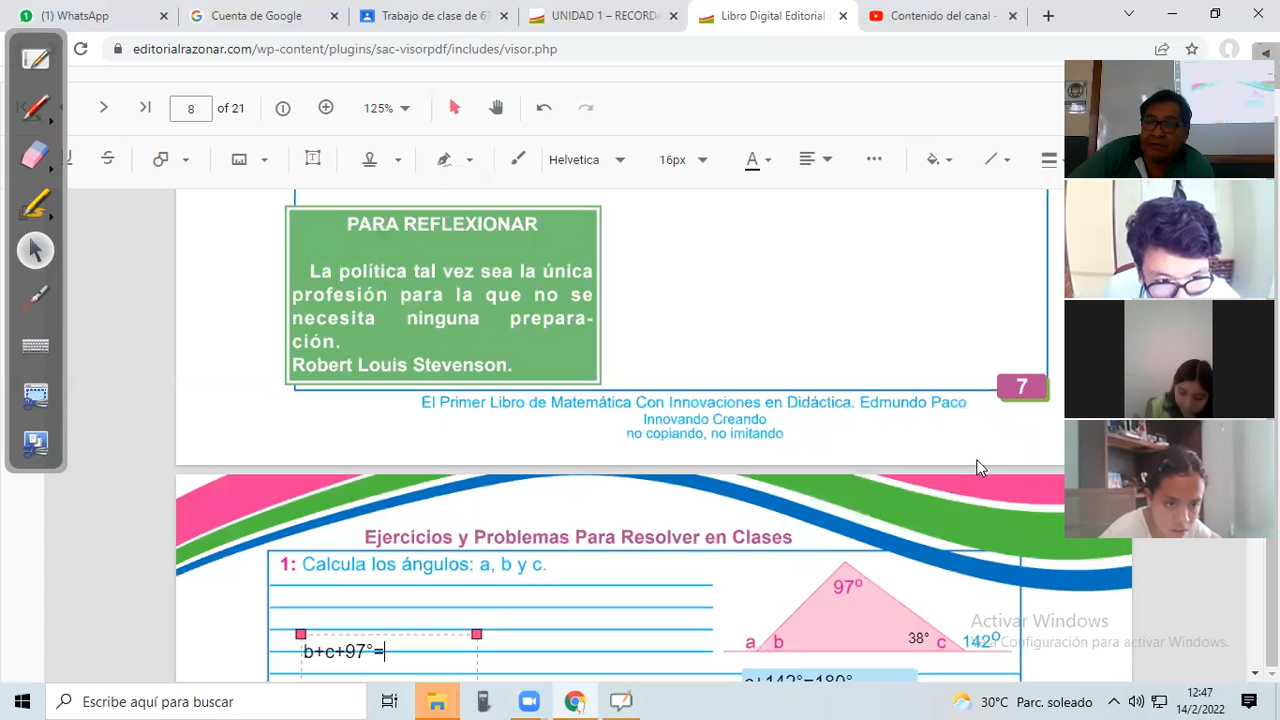 (1) WhatsApp
Cuenta de Google
Trabajo de clase de 6º
UNIDAD 1 – RECORD
Libro Digital Editorial
Contenido del canal -
editorialrazonar.com/wp-content/plugins/sac-visorpdf/includes/visor.php
8 of 21
125%
Helvetica
16px
A
PARA REFLEXIONAR
La política tal vez sea la única
profesión para la que no se
necesita ninguna prepara-
ción.
Robert Louis Stevenson.
7
El Primer Libro de Matemática Con Innovaciones en Didáctica. Edmundo Paco
Innovando Creando
no copiando, no imitando
Ejercicios y Problemas Para Resolver en Clases
1: Calcula los ángulos: a, b y c.
97º
a b 38° c 142º
b+c+97°=
c+142°=180°
Activar Windows
Configuración para activar Windows.
Escribe aquí para buscar
30°C Parc. soleado
12:47
14/2/2022